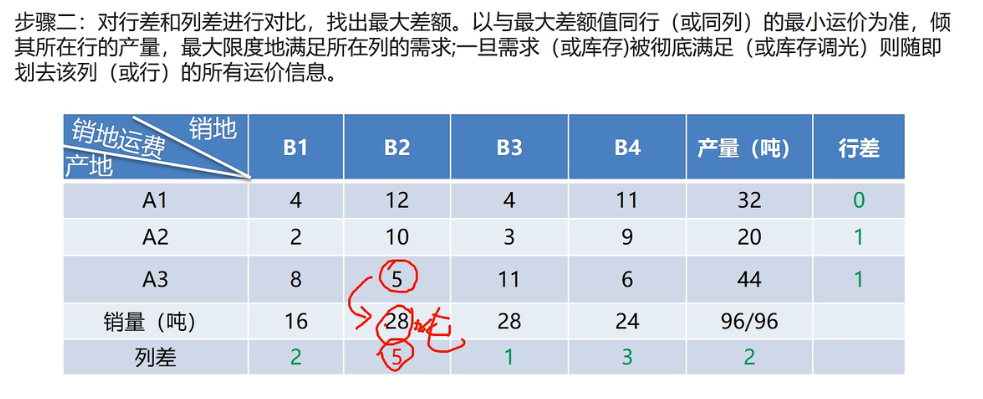 步骤二：对行差和列差进行对比，找出最大差额。以与最大差额值同行（或同列）的最小运价为准，倾
其所在行的产量，最大限度地满足所在列的需求;一旦需求（或库存)被彻底满足（或库存调光）则随即
划去该列（或行）的所有运价信息。
销地运费 销地 产地 B1 B2 B3 B4 产量（吨） 行差
A1 4 12 4 11 32 0
A2 2 10 3 9 20 1
A3 8 5 11 6 44 1
销量（吨） 16 28 吨 28 24 96/96
列差 2 5 1 3 2